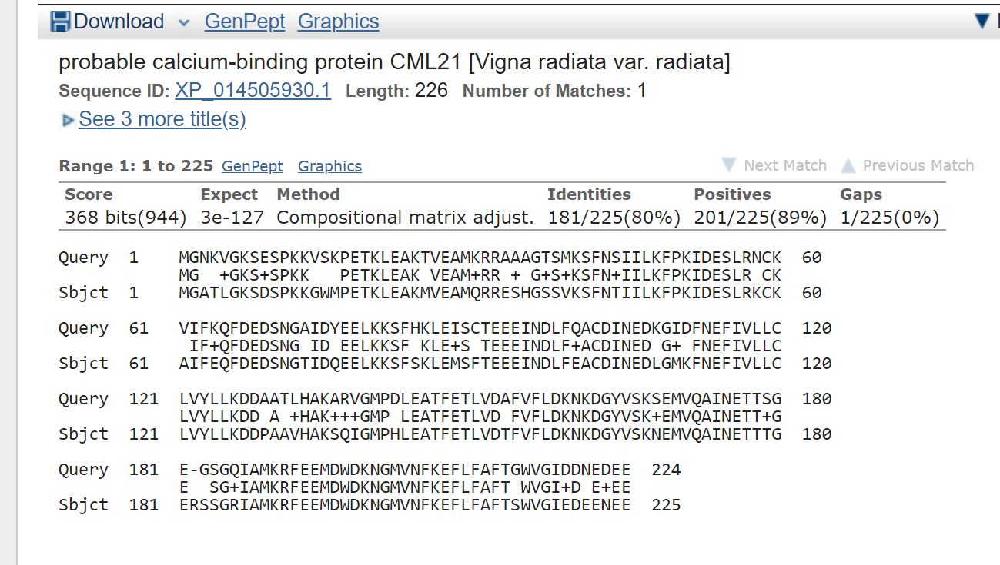 Download GenPept Graphics
probable calcium-binding protein CML21 [Vigna radiata var. radiata]
Sequence ID: XP_014505930.1 Length: 226 Number of Matches: 1
See 3 more title(s)
Range 1: 1 to 225 GenPept Graphics Next Match Previous Match
Score Expect Method Identities Positives Gaps
368 bits(944) 3e-127 Compositional matrix adjust. 181/225(80%) 201/225(89%) 1/225(0%)
Query 1 MGNKVGKSESPKKVSKPETKLEAKTVEAMKRRAAAGTSMKSFNSIILKFPKIDESLRNCK 60
MG +GKS+SPKK PETKLEAK VEAM+RR + G+S+KSFN+IILKFPKIDESLR CK
Sbjct 1 MGATLGKSDSPKKGWMPETKLEAKMVEAMQRRESHGSSVKSFNTIILKFPKIDESLRKCK 60
Query 61 VIFKQFDEDSNGAIDYEELKKSFHKLEISCTEEEINDLFQACDINEDKGIDFNEFIVLLC 120
IF+QFDEDSNG ID EELKKSF KLE+S TEEEINDLF+ACDINED G+ FNEFIVLLC
Sbjct 61 AIFEQFDEDSNGTIDQEELKKSFSKLEMSFTEEEINDLFEACDINEDLGMKFNEFIVLLC 120
Query 121 LVYLLKDDAATLHAKARVGMPDLEATFETLVDAFVFLDKNKDGYVSKSEMVQAINETTSG 180
LVYLLKDD A +HAK+++GMP LEATFETLVD FVFLDKNKDGYVSK+EMVQAINETT+G
Sbjct 121 LVYLLKDDPAAVHAKSQIGMPHLEATFETLVDTFVFLDKNKDGYVSKNEMVQAINETTTG 180
Query 181 E-GSGQIAMKRFEEMDWDKNGMVNFKEFLFAFTGWVGIDDNEDEE 224
E SG+IAMKRFEEMDWDKNGMVNFKEFLFAFT WVGI+D E+EE
Sbjct 181 ERSSGRIAMKRFEEMDWDKNGMVNFKEFLFAFTSWVGIEDEENEE 225